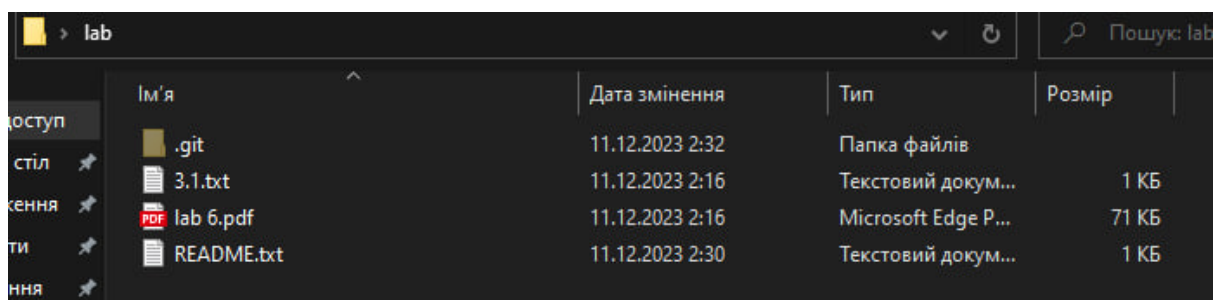 lab
Пошук: lab
Ім'я Дата змінення Тип Розмір
доступ
.git 11.12.2023 2:32 Папка файлів
стіл
3.1.txt 11.12.2023 2:16 Текстовий докум... 1 КБ
ження
PDF lab 6.pdf 11.12.2023 2:16 Microsoft Edge P... 71 КБ
ти
README.txt 11.12.2023 2:30 Текстовий докум... 1 КБ
ння